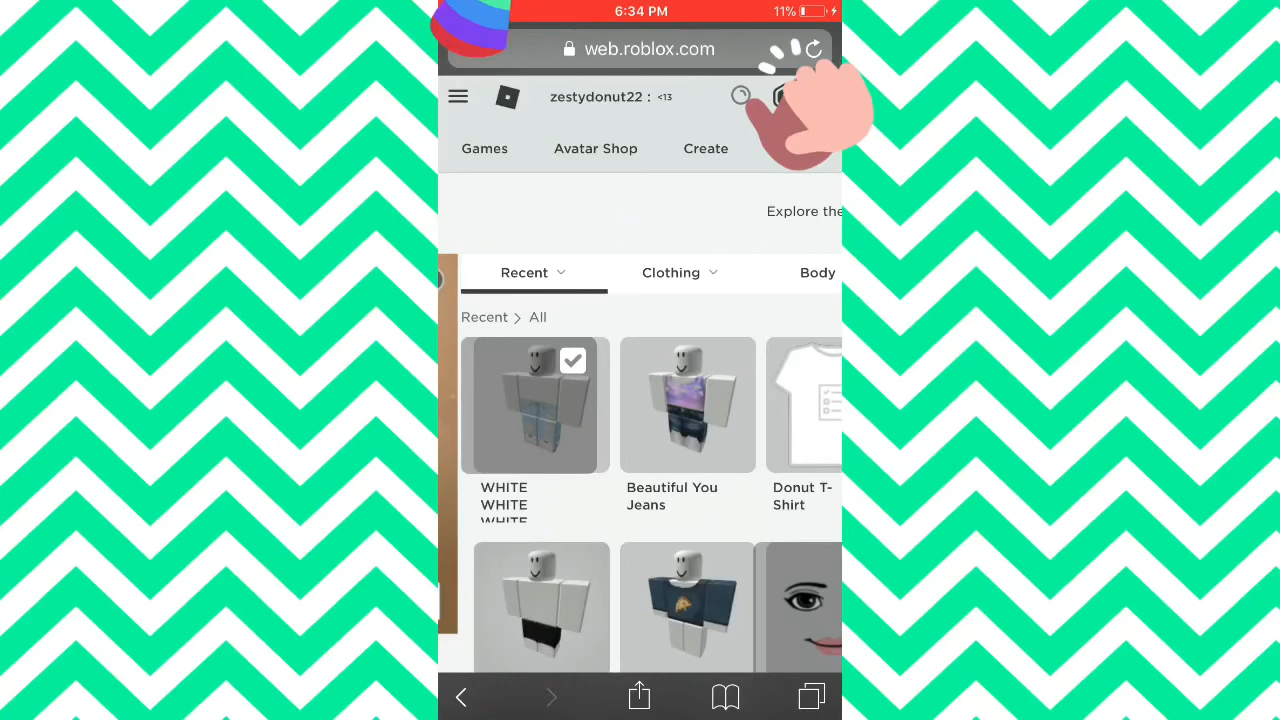 6:34 PM
11%
web.roblox.com
zestydonut22 : <13
Games
Avatar Shop
Create
Explore the
Recent
Clothing
Body
Recent > All
WHITE
WHITE
WHITE
Beautiful You
Jeans
Donut T-
Shirt